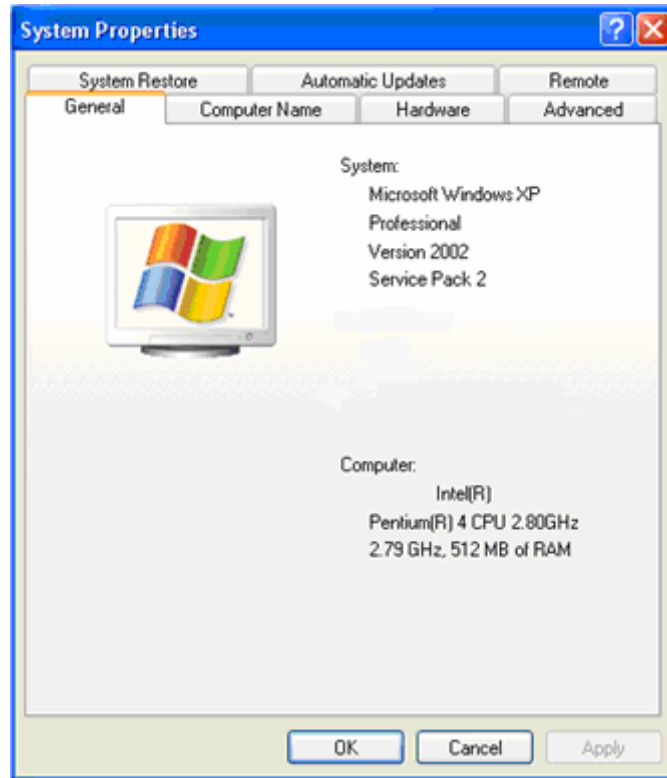 System Properties
System Restore Automatic Updates Remote
General Computer Name Hardware Advanced
System:
Microsoft Windows XP
Professional
Version 2002
Service Pack 2
Computer:
Intel(R)
Pentium(R) 4 CPU 2.80GHz
2.79 GHz, 512 MB of RAM
OK Cancel Apply